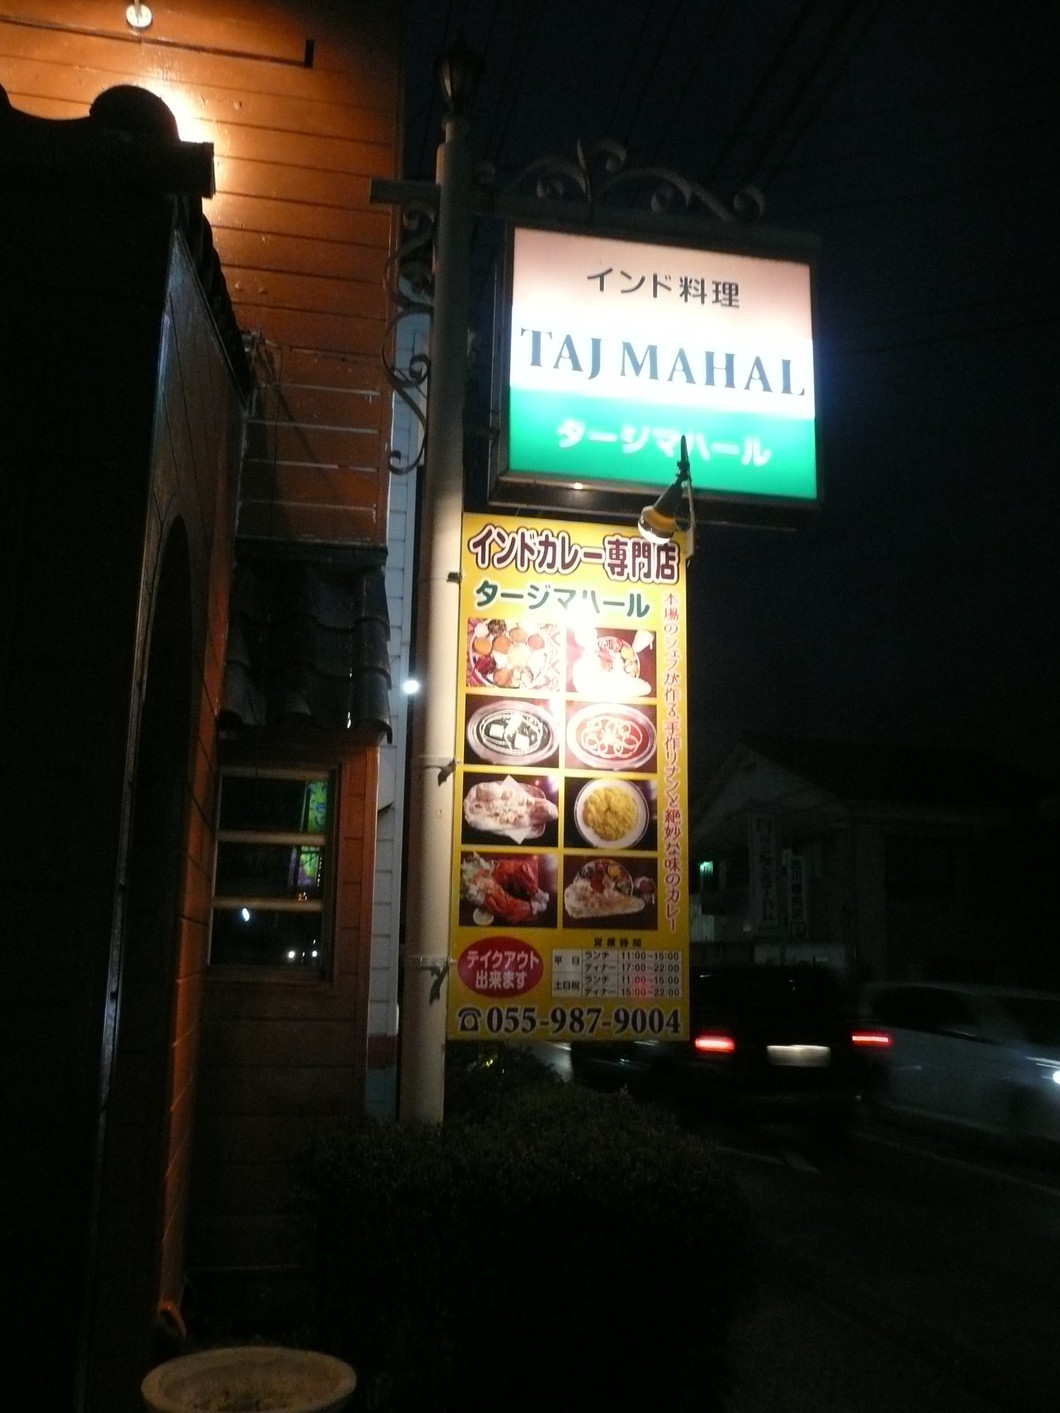 インド料理
TAJ MAHAL
タージマハール
インドカレー専門店
タージマハール
本場のシェフが作る手作りナンと絶妙な味のカレー
テイクアウト
出来ます
営業時間
平日 ランチ 11:00~15:00
ディナー 17:00~22:00
土日祝 ランチ 11:00~15:00
ディナー 15:00~22:00
☎055-987-9004